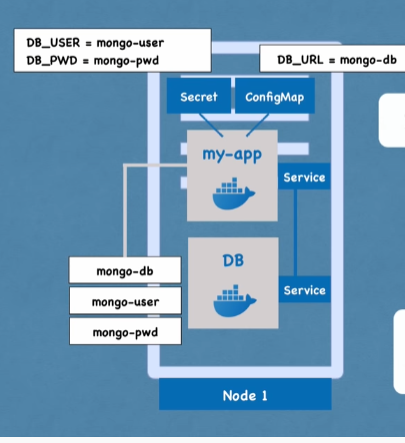 DB_USER = mongo-user
DB_PWD = mongo-pwd
DB_URL = mongo-db
Secret
ConfigMap
my-app
Service
DB
Service
mongo-db
mongo-user
mongo-pwd
Node 1